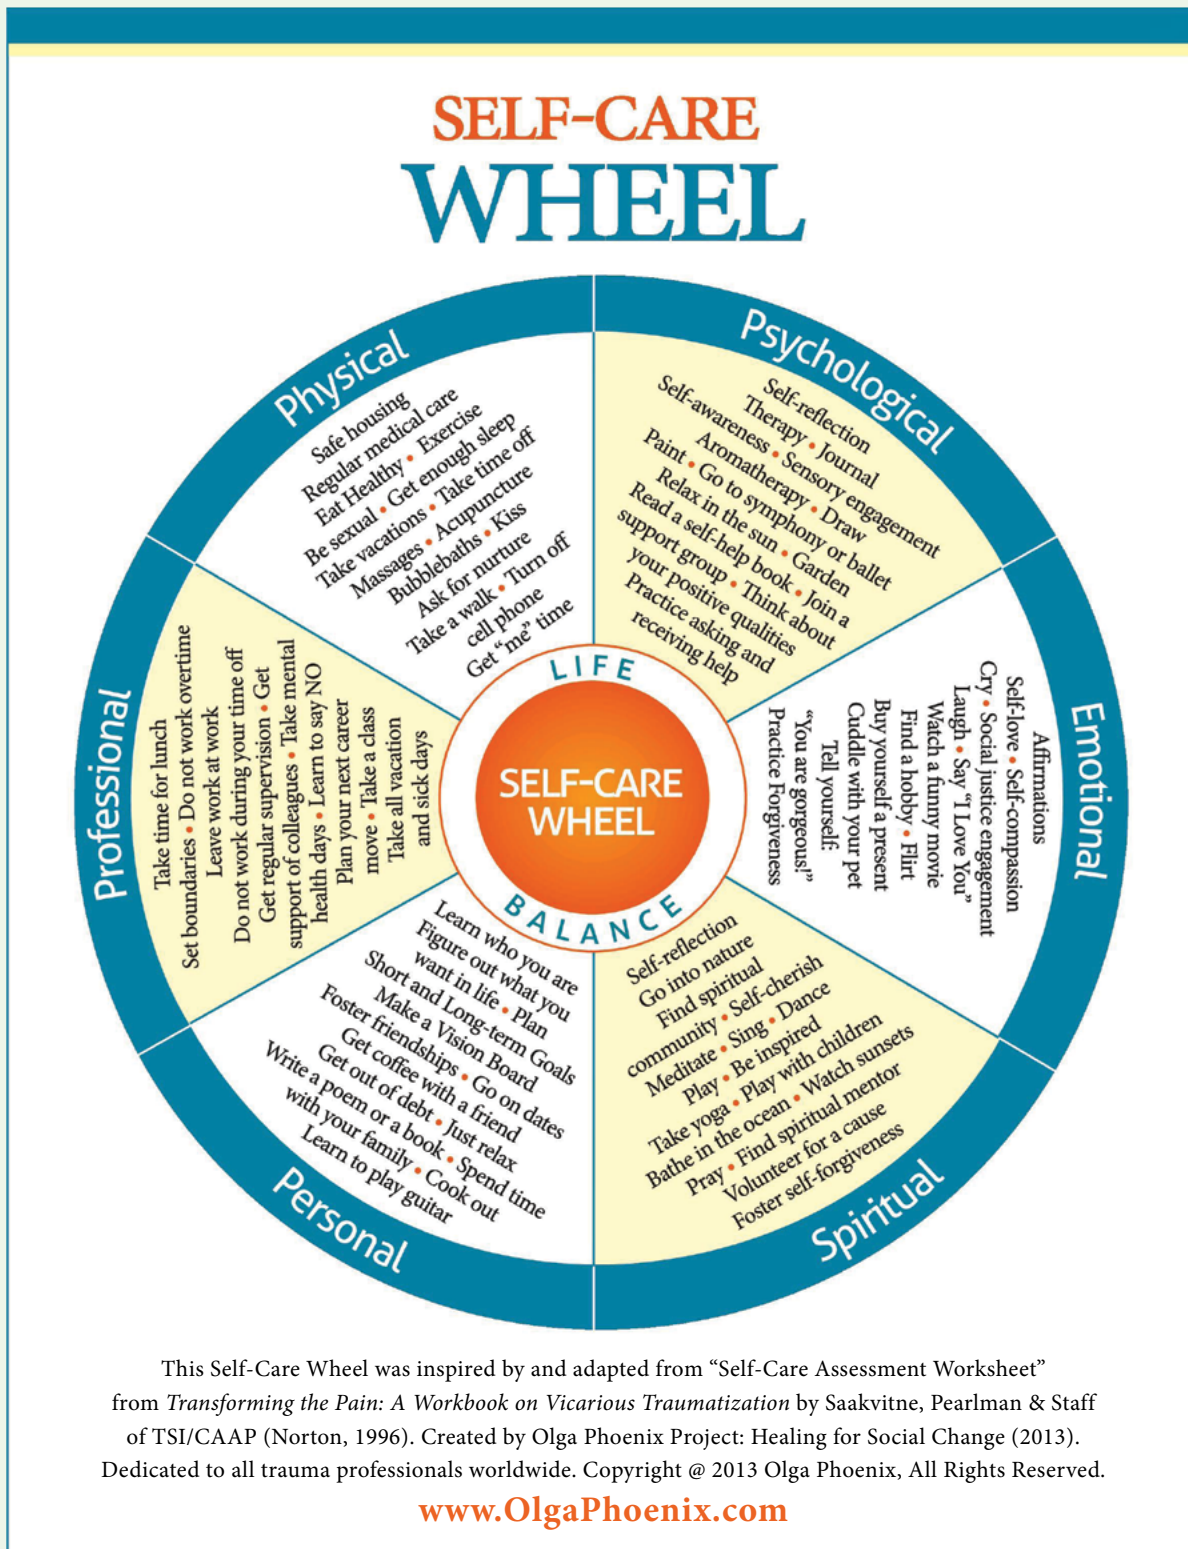 SELF-CARE
WHEEL
Physical
Safe housing
Regular medical care
Eat Healthy • Exercise
Be sexual • Get enough sleep
Take vacations • Take time off
Massages • Acupuncture
Bubblebaths • Kiss
Ask for nurture
Take a walk • Turn off
cell phone
Get “me” time
Psychological
Self-reflection
Therapy • Journal
Self-awareness • Sensory engagement
Aromatherapy • Draw
Paint • Go to symphony or ballet
Relax in the sun • Garden
Read a self-help book • Join a
support group • Think about
your positive qualities
Practice asking and
receiving help
Emotional
Affirmations
Self-love • Self-compassion
Cry • Social justice engagement
Laugh • Say “I Love You”
Watch a funny movie
Find a hobby • Flirt
Buy yourself a present
Cuddle with your pet
Tell yourself:
“You are gorgeous!”
Practice Forgiveness
Spiritual
Self-reflection
Go into nature
Find spiritual
community • Self-cherish
Meditate • Sing • Dance
Play • Be inspired
Take yoga • Play with children
Bathe in the ocean • Watch sunsets
Pray • Find spiritual mentor
Volunteer for a cause
Foster self-forgiveness
Personal
Learn who you are
Figure out what you
want in life • Plan
Short and Long-term Goals
Make a Vision Board
Foster friendships • Go on dates
Get coffee with a friend
Get out of debt • Just relax
Write a poem or a book • Spend time
with your family • Cook out
Learn to play guitar
Professional
Take time for lunch
Set boundaries • Do not work overtime
Leave work at work
Do not work during your time off
Get regular supervision • Get
support of colleagues • Take mental
health days • Learn to say NO
Plan your next career
move • Take a class
Take all vacation
and sick days
LIFE
SELF-CARE
WHEEL
BALANCE
This Self-Care Wheel was inspired by and adapted from “Self-Care Assessment Worksheet”
from Transforming the Pain: A Workbook on Vicarious Traumatization by Saakvitne, Pearlman & Staff
of TSI/CAAP (Norton, 1996). Created by Olga Phoenix Project: Healing for Social Change (2013).
Dedicated to all trauma professionals worldwide. Copyright @ 2013 Olga Phoenix, All Rights Reserved.
www.OlgaPhoenix.com